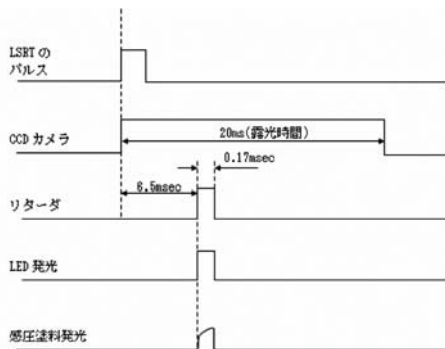 LSRTの
パルス
CCDカメラ
20ms(露光時間)
0.17msec
6.5msec
リターダ
LED発光
感圧塗料発光